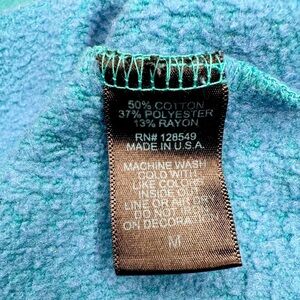 50% COTTON
37% POLYESTER
13% RAYON
RN# 128549
MADE IN U.S.A.
MACHINE WASH
COLD WITH
LIKE COLORS
INSIDE OUT
LINE OR AIR DRY
DO NOT IRON
ON DECORATION
M